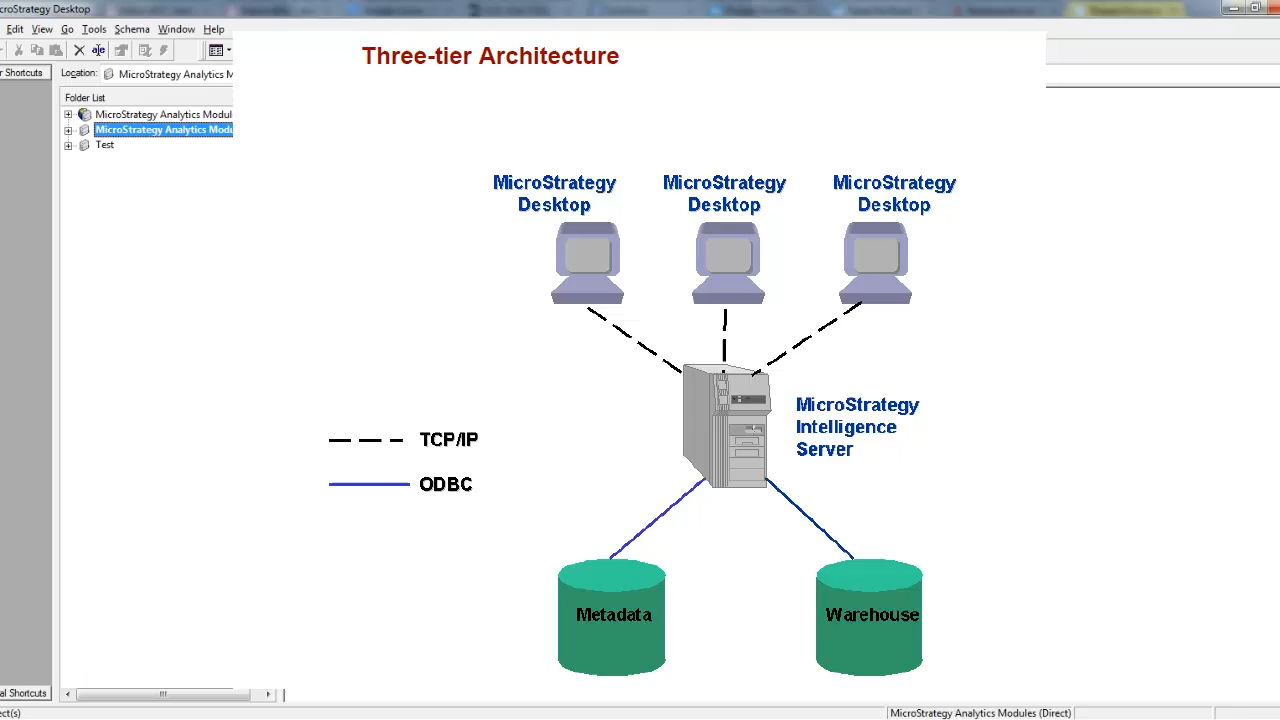 croStrategy Desktop
Edit View Go Tools Schema Window Help
r Shortcuts
Location: MicroStrategy Analytics M
Folder List
MicroStrategy Analytics Module
MicroStrategy Analytics Modu
Test
Three-tier Architecture
MicroStrategy Desktop
MicroStrategy Desktop
MicroStrategy Desktop
MicroStrategy
Intelligence
Server
TCP/IP
ODBC
Metadata
Warehouse
al Shortcuts
ect(s)
MicroStrategy Analytics Modules (Direct)